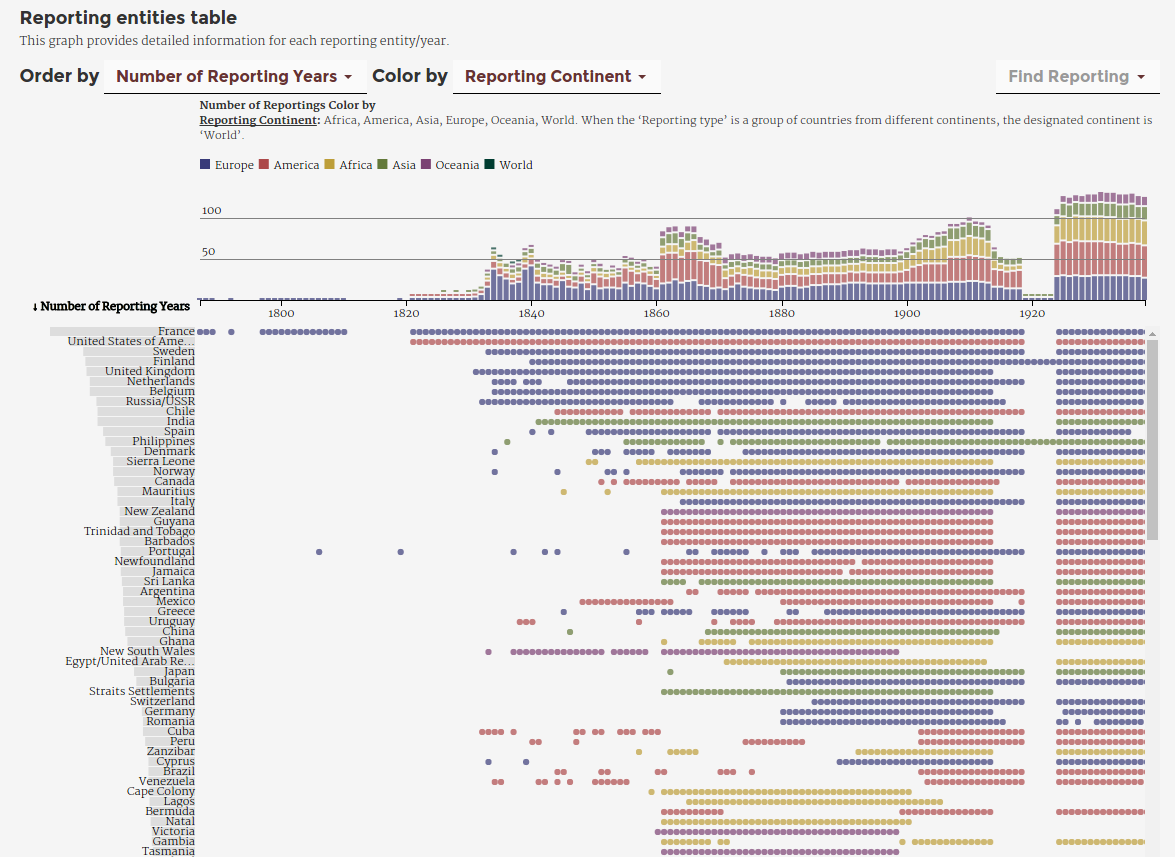 Reporting entities table
This graph provides detailed information for each reporting entity/year.
Order by Number of Reporting Years Color by Reporting Continent Find Reporting
Number of Reportings Color by
Reporting Continent: Africa, America, Asia, Europe, Oceania, World. When the ‘Reporting type’ is a group of countries from different continents, the designated continent is
‘World’.
Europe America Africa Asia Oceania World
100
50
↓ Number of Reporting Years
1800 1820 1840 1860 1880 1900 1920
France
United States of Ame...
Sweden
Finland
United Kingdom
Netherlands
Belgium
Russia/USSR
Chile
India
Spain
Philippines
Denmark
Sierra Leone
Norway
Canada
Mauritius
Italy
New Zealand
Guyana
Trinidad and Tobago
Barbados
Portugal
Newfoundland
Jamaica
Sri Lanka
Argentina
Mexico
Greece
Uruguay
China
Ghana
New South Wales
Egypt/United Arab Re...
Japan
Bulgaria
Straits Settlements
Switzerland
Germany
Romania
Cuba
Peru
Zanzibar
Cyprus
Brazil
Venezuela
Cape Colony
Lagos
Bermuda
Natal
Victoria
Gambia
Tasmania